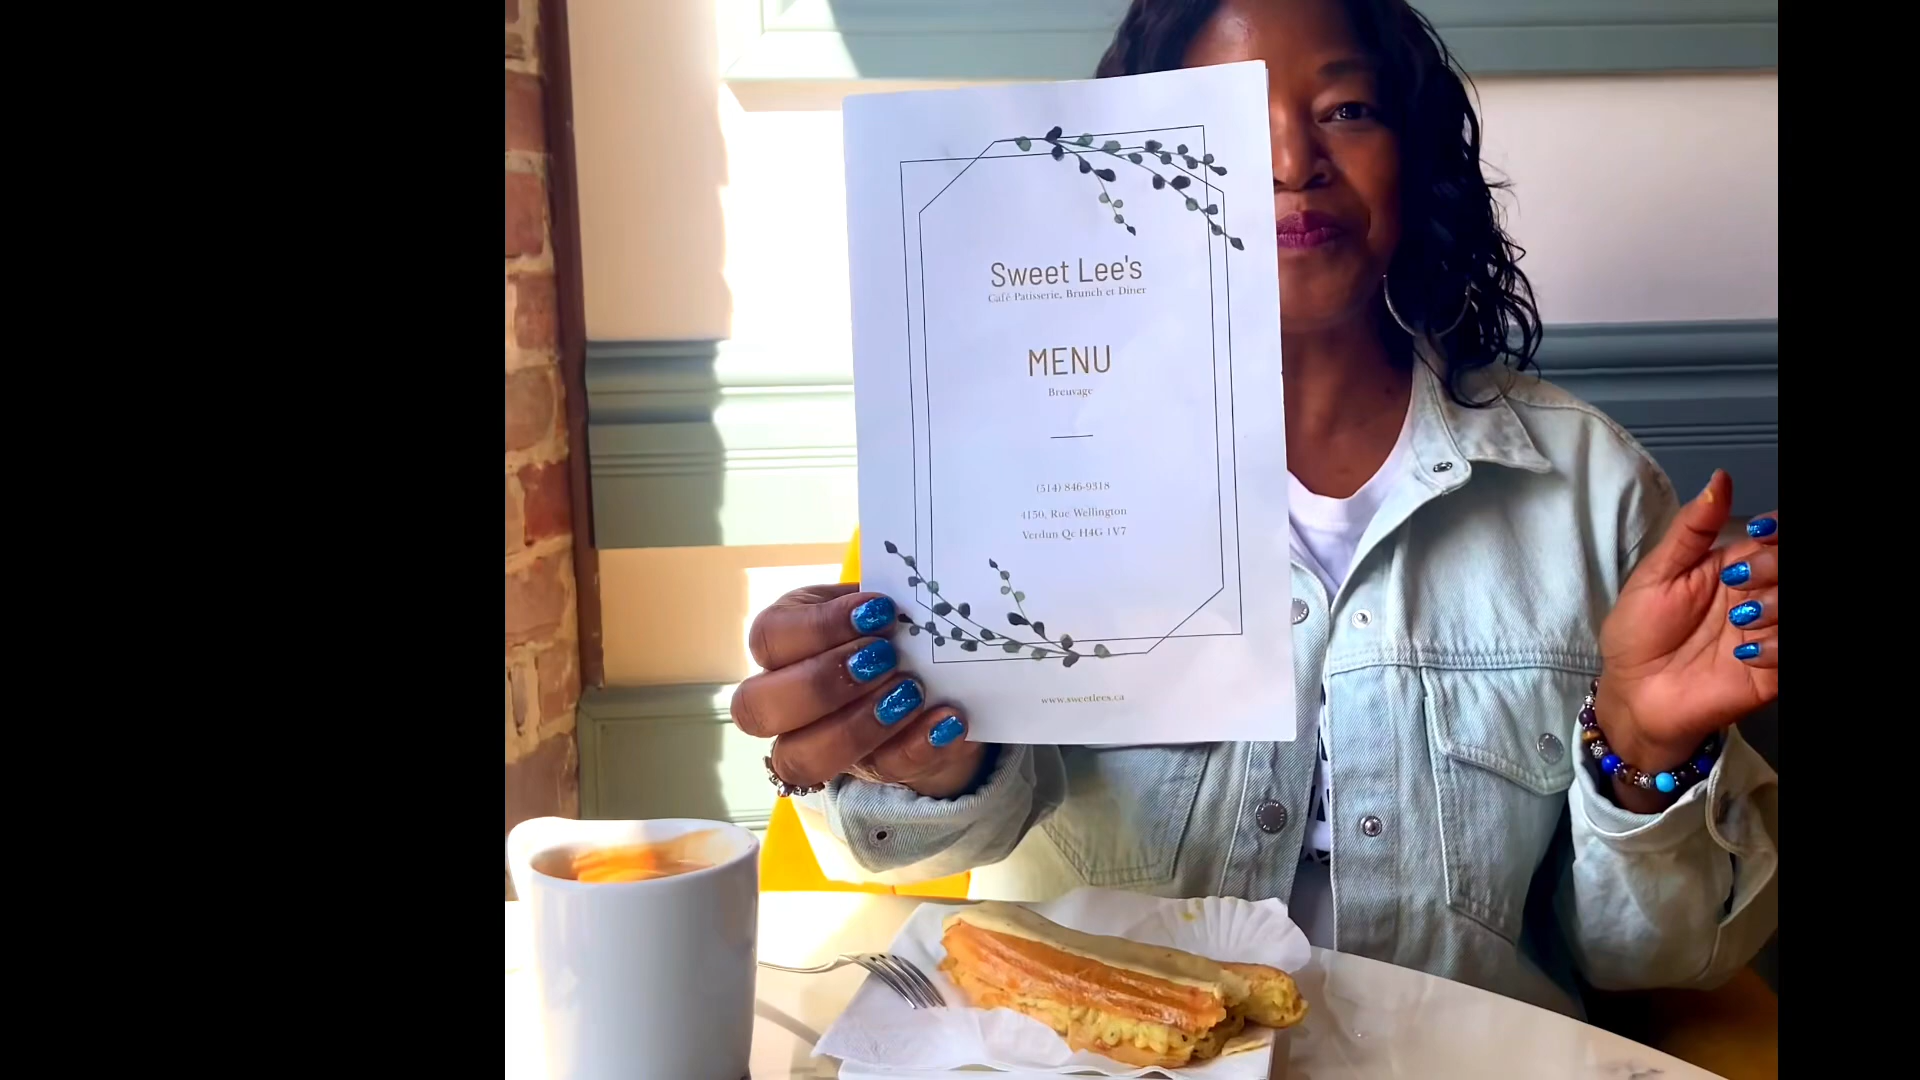 Sweet Lee's
Café Patisserie, Brunch et Diner
MENU
Breuvage
(514) 846-9318
4150, Rue Wellington
Verdun Qc H4G 1V7
www.sweetlees.ca